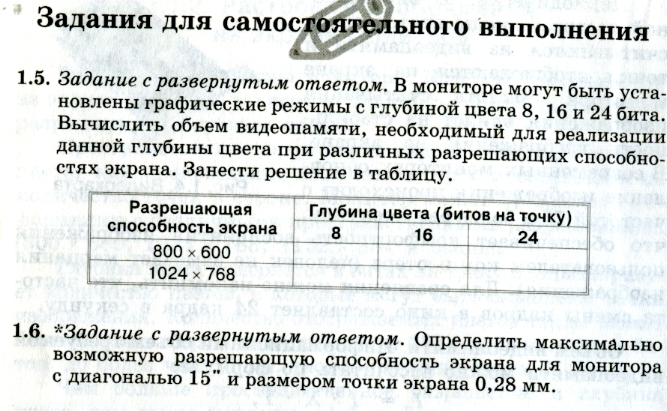 Задания для самостоятельного выполнения
1.5. Задание с развернутым ответом. В мониторе могут быть уста-
новлены графические режимы с глубиной цвета 8, 16 и 24 бита.
Вычислить объем видеопамяти, необходимый для реализации
данной глубины цвета при различных разрешающих способно-
стях экрана. Занести решение в таблицу.
Разрешающая способность экрана
Глубина цвета (битов на точку)
8 16 24
800 × 600
1024 × 768
1.6. *Задание с развернутым ответом. Определить максимально
возможную разрешающую способность экрана для монитора
с диагональю 15" и размером точки экрана 0,28 мм.